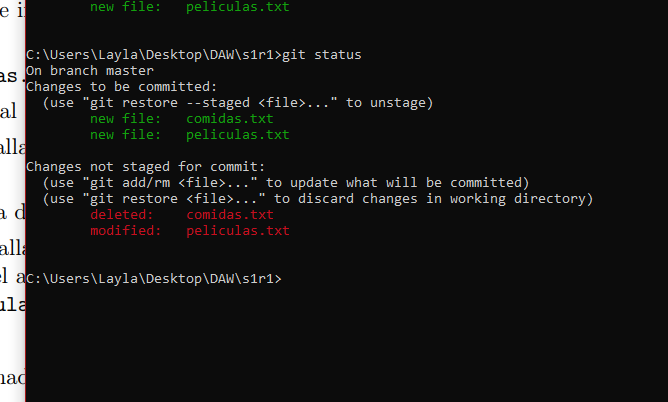 e i
new file:   peliculas.txt
C:\Users\Layla\Desktop\DAW\s1r1>git status
On branch master
as.
Changes to be committed:
(use "git restore --staged <file>..." to unstage)
al
new file:   comidas.txt
new file:   peliculas.txt
alla
Changes not staged for commit:
(use "git add/rm <file>..." to update what will be committed)
(use "git restore <file>..." to discard changes in working directory)
a d
deleted:    comidas.txt
modified:   peliculas.txt
alla
el a
C:\Users\Layla\Desktop\DAW\s1r1>
ula
nad